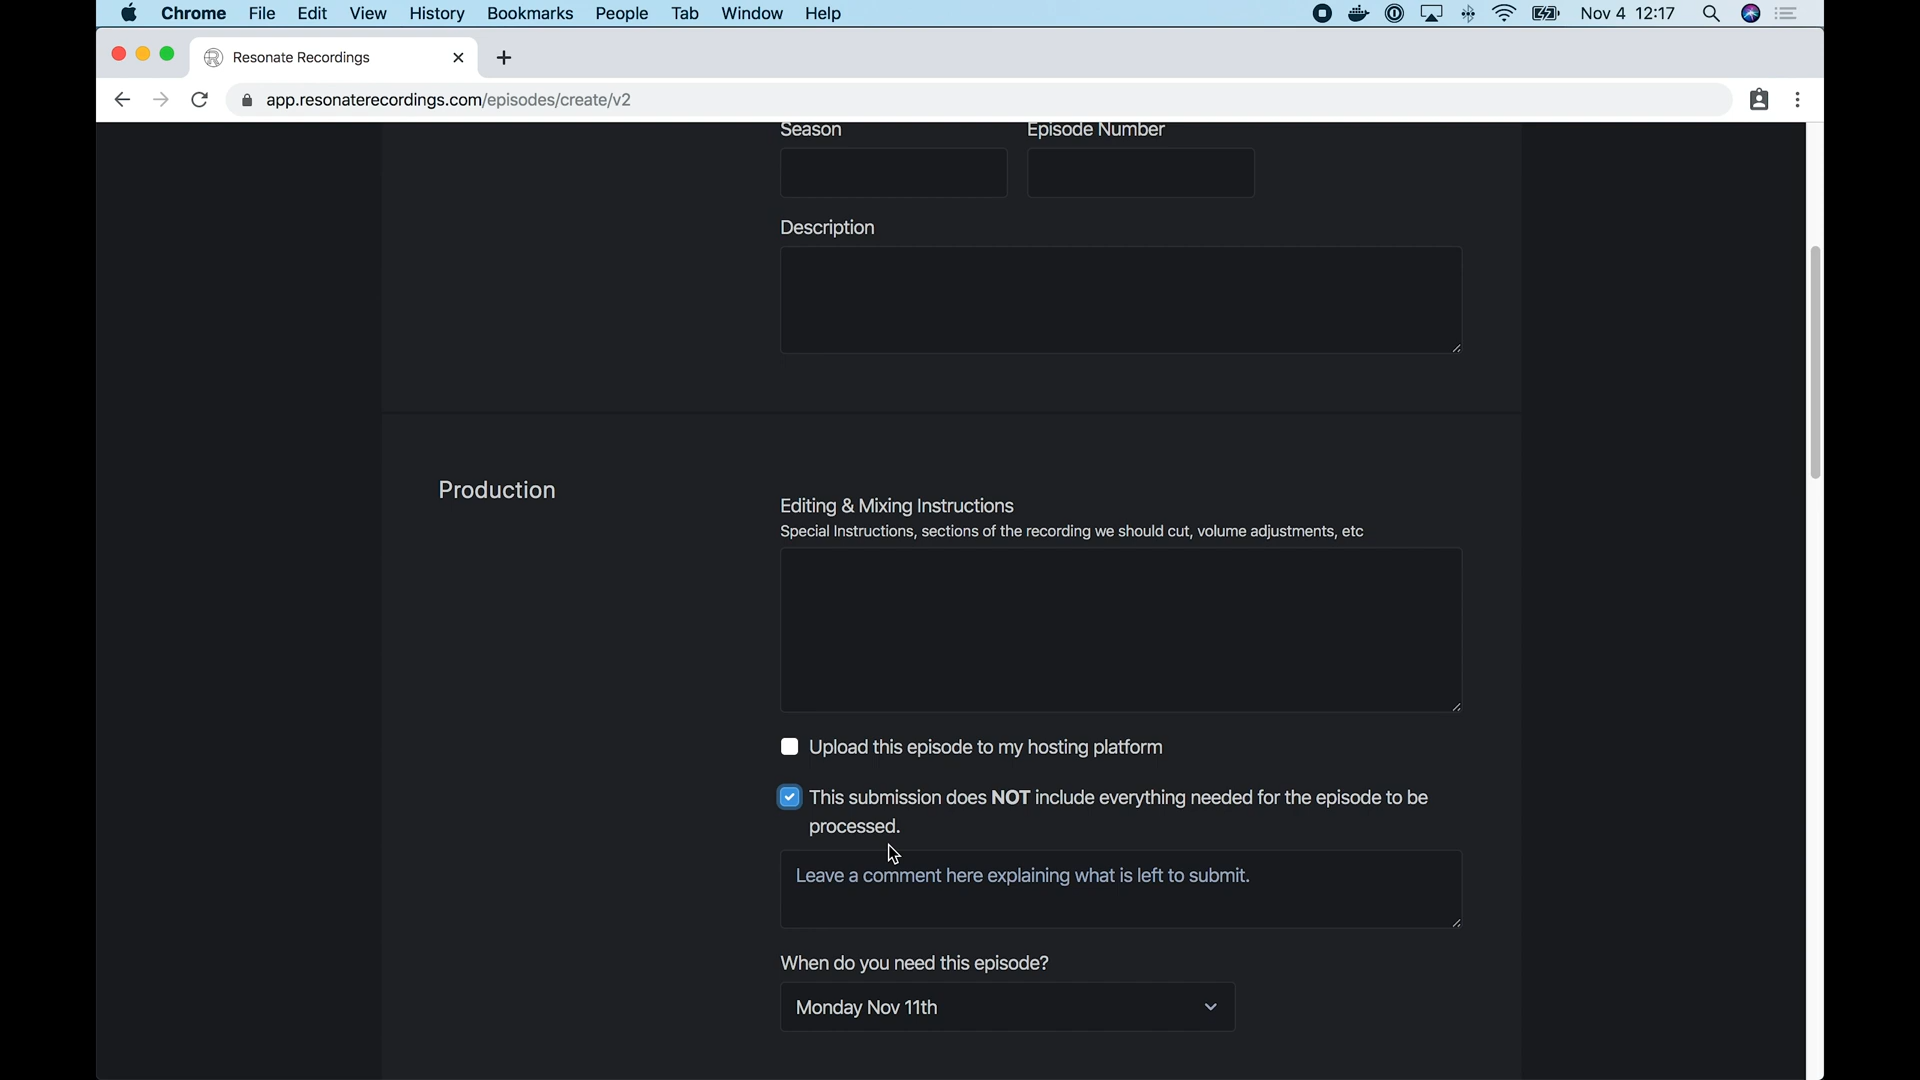 Chrome File Edit View History Bookmarks People Tab Window Help Nov 4 12:17
Resonate Recordings
app.resonaterecordings.com/episodes/create/v2
Season Episode Number
Description
Production
Editing & Mixing Instructions
Special Instructions, sections of the recording we should cut, volume adjustments, etc
Upload this episode to my hosting platform
This submission does NOT include everything needed for the episode to be
processed.
Leave a comment here explaining what is left to submit.
When do you need this episode?
Monday Nov 11th